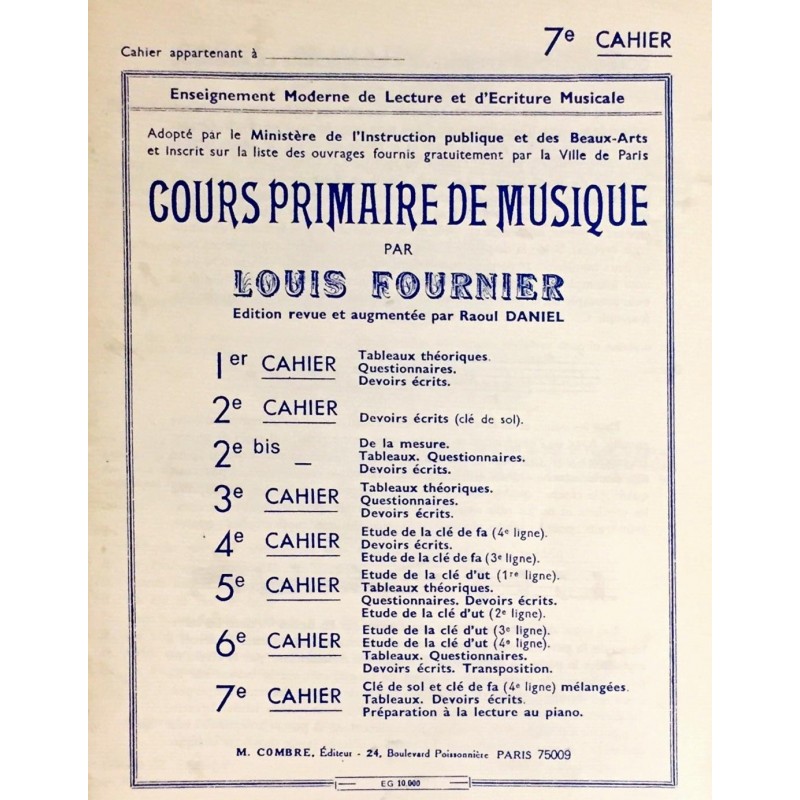 7e CAHIER
Cahier appartenant à
Enseignement Moderne de Lecture et d'Ecriture Musicale
Adopté par le Ministère de l'Instruction publique et des Beaux-Arts
et Inscrit sur la liste des ouvrages fournis gratuitement par la Ville de Paris
COURS PRIMAIRE DE MUSIQUE
PAR
LOUIS FOURNIER
Edition revue et augmentée par Raoul DANIEL
1er CAHIER
Tableaux théoriques.
Questionnaires.
Devoirs écrits.
2e CAHIER
Devoirs écrits (clé de sol).
2e bis —
De la mesure.
Tableaux. Questionnaires.
Devoirs écrits.
3e CAHIER
Tableaux théoriques.
Questionnaires.
Devoirs écrits.
4e CAHIER
Etude de la clé de fa (4e ligne).
Devoirs écrits.
Etude de la clé de fa (3e ligne).
5e CAHIER
Etude de la clé d'ut (1re ligne).
Tableaux théoriques.
Questionnaires. Devoirs écrits.
Etude de la clé d'ut (2e ligne).
6e CAHIER
Etude de la clé d'ut (3e ligne).
Etude de la clé d'ut (4e ligne).
Tableaux. Questionnaires.
Devoirs écrits. Transposition.
7e CAHIER
Clé de sol et clé de fa (4e ligne) mélangées.
Tableaux. Devoirs écrits.
Préparation à la lecture au piano.
M. COMBRE, Éditeur - 24, Boulevard Poissonnière PARIS 75009
EG 10.000